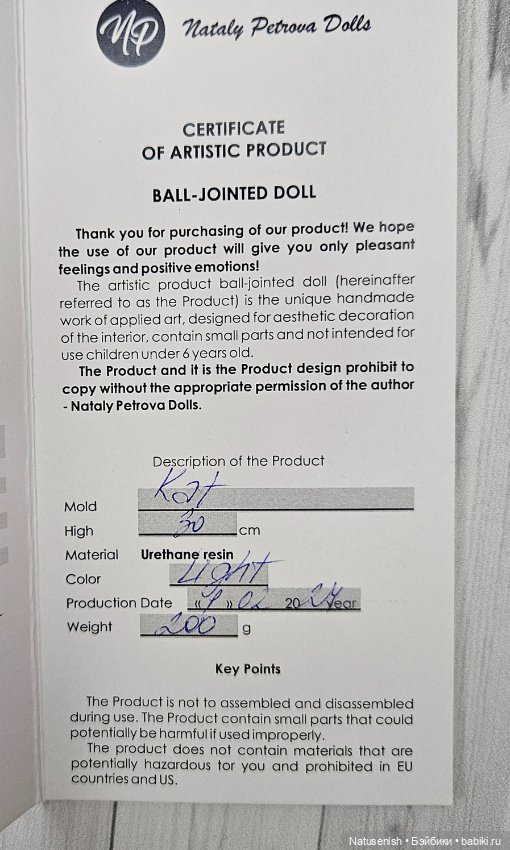 NP Nataly Petrova Dolls
CERTIFICATE
OF ARTISTIC PRODUCT
BALL-JOINTED DOLL
Thank you for purchasing of our product! We hope
the use of our product will give you only pleasant
feelings and positive emotions!
The artistic product ball-jointed doll (hereinafter
referred to as the Product) is the unique handmade
work of applied art, designed for aesthetic decoration
of the interior, contain small parts and not intended for
use children under 6 years old.
The Product and it is the Product design prohibit to
copy without the appropriate permission of the author
- Nataly Petrova Dolls.
Description of the Product
Mold Kat
High 30 cm
Material Urethane resin
Color Light
Production Date « » 02 2024 year
Weight 200 g
Key Points
The Product is not to assembled and disassembled
during use. The Product contain small parts that could
potentially be harmful if used improperly.
The product does not contain materials that are
potentially hazardous tor you and prohibited in EU
countries and US.
Natusenish • Бэйбики • babiki.ru